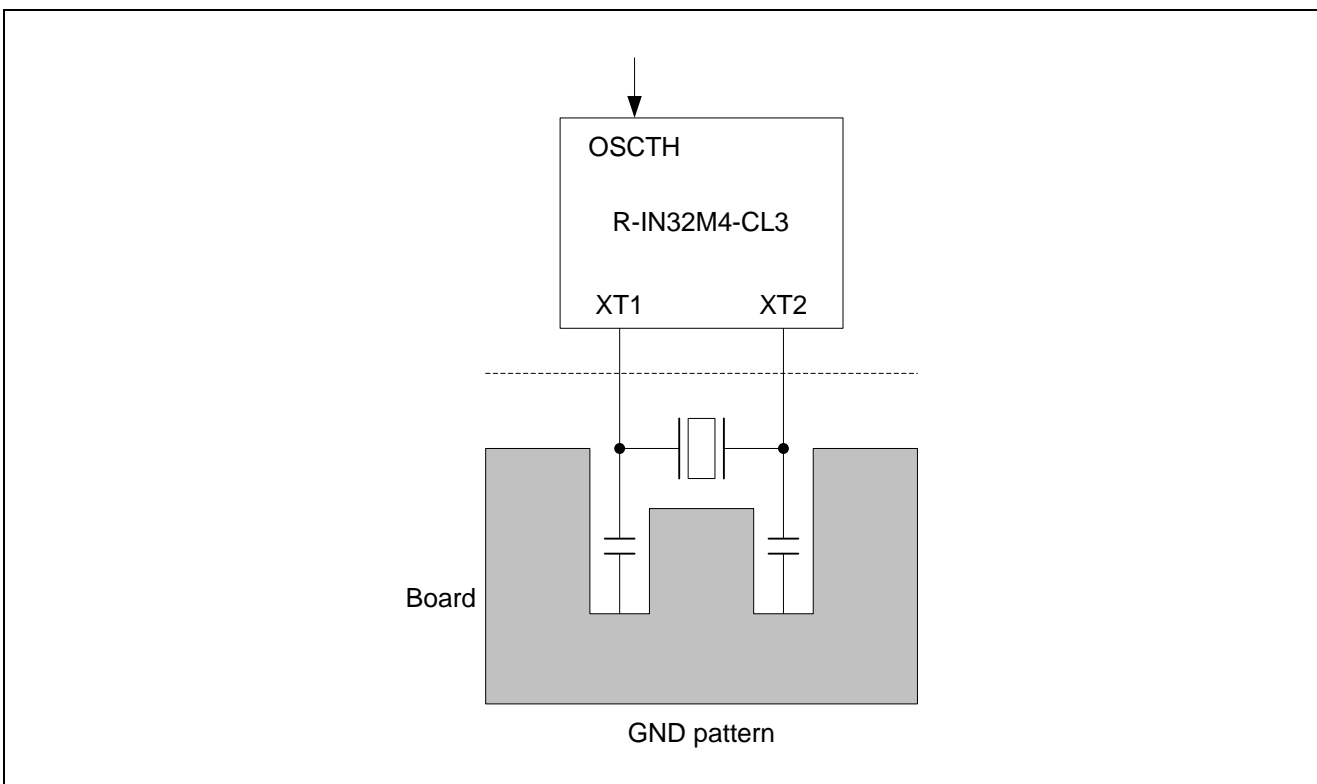 OSCTH
R-IN32M4-CL3
XT1 XT2
Board
GND pattern